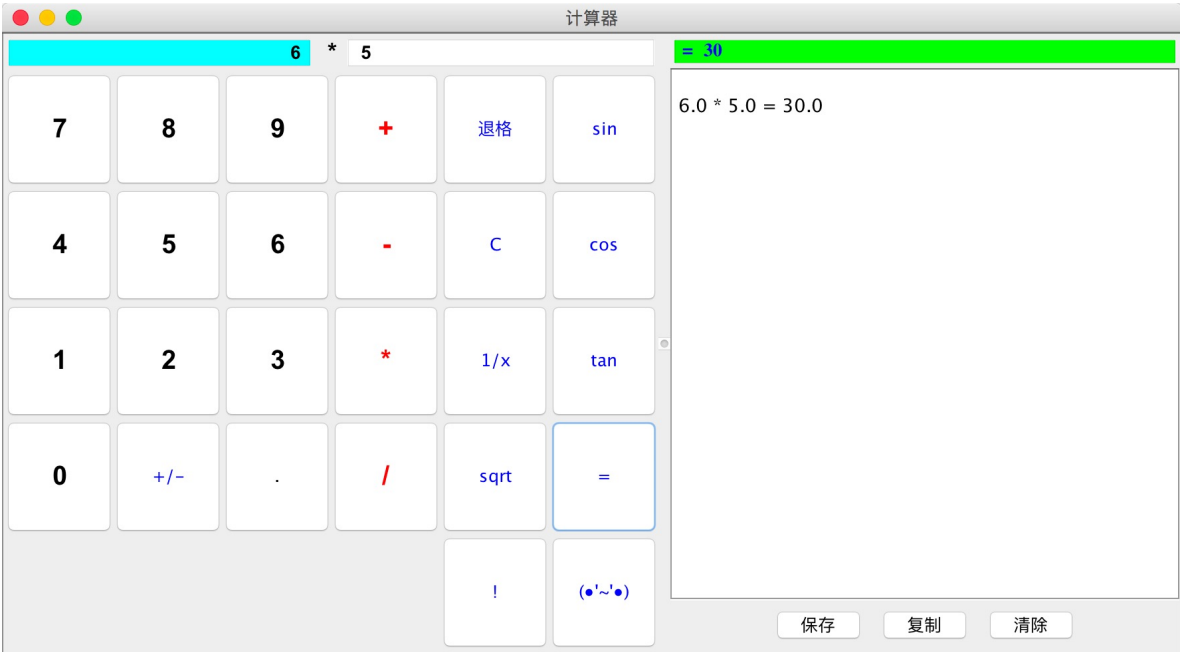 计算器
6 * 5 = 30
7 8 9 + 退格 sin
6.0 * 5.0 = 30.0
4 5 6 - C cos
1 2 3 * 1/x tan
0 +/- . / sqrt =
! (●'~'●)
保存 复制 清除